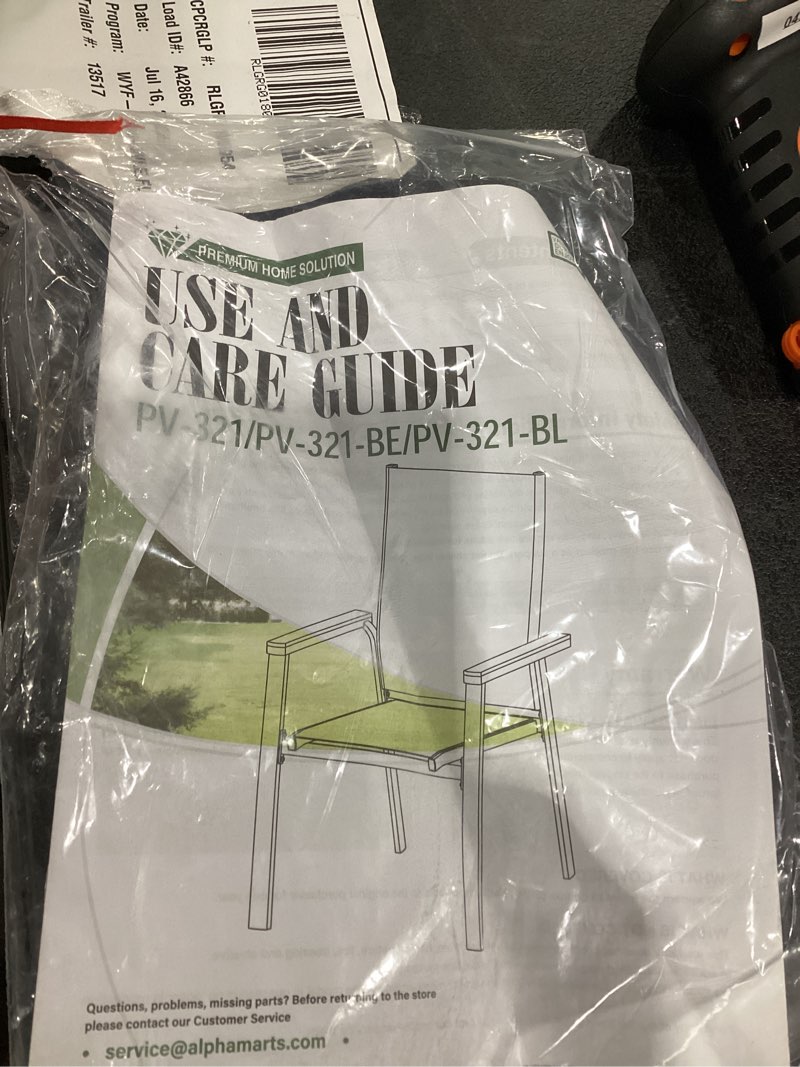 CPCRGLP #: RLGR
Load ID#: A42866
Date: Jul 16,
Program: WYF-
Trailer #: 13517
PREMIUM HOME SOLUTION
USE AND
CARE GUIDE
PV-321/PV-321-BE/PV-321-BL
Questions, problems, missing parts? Before returning to the store
please contact our Customer Service
• service@alphamarts.com •